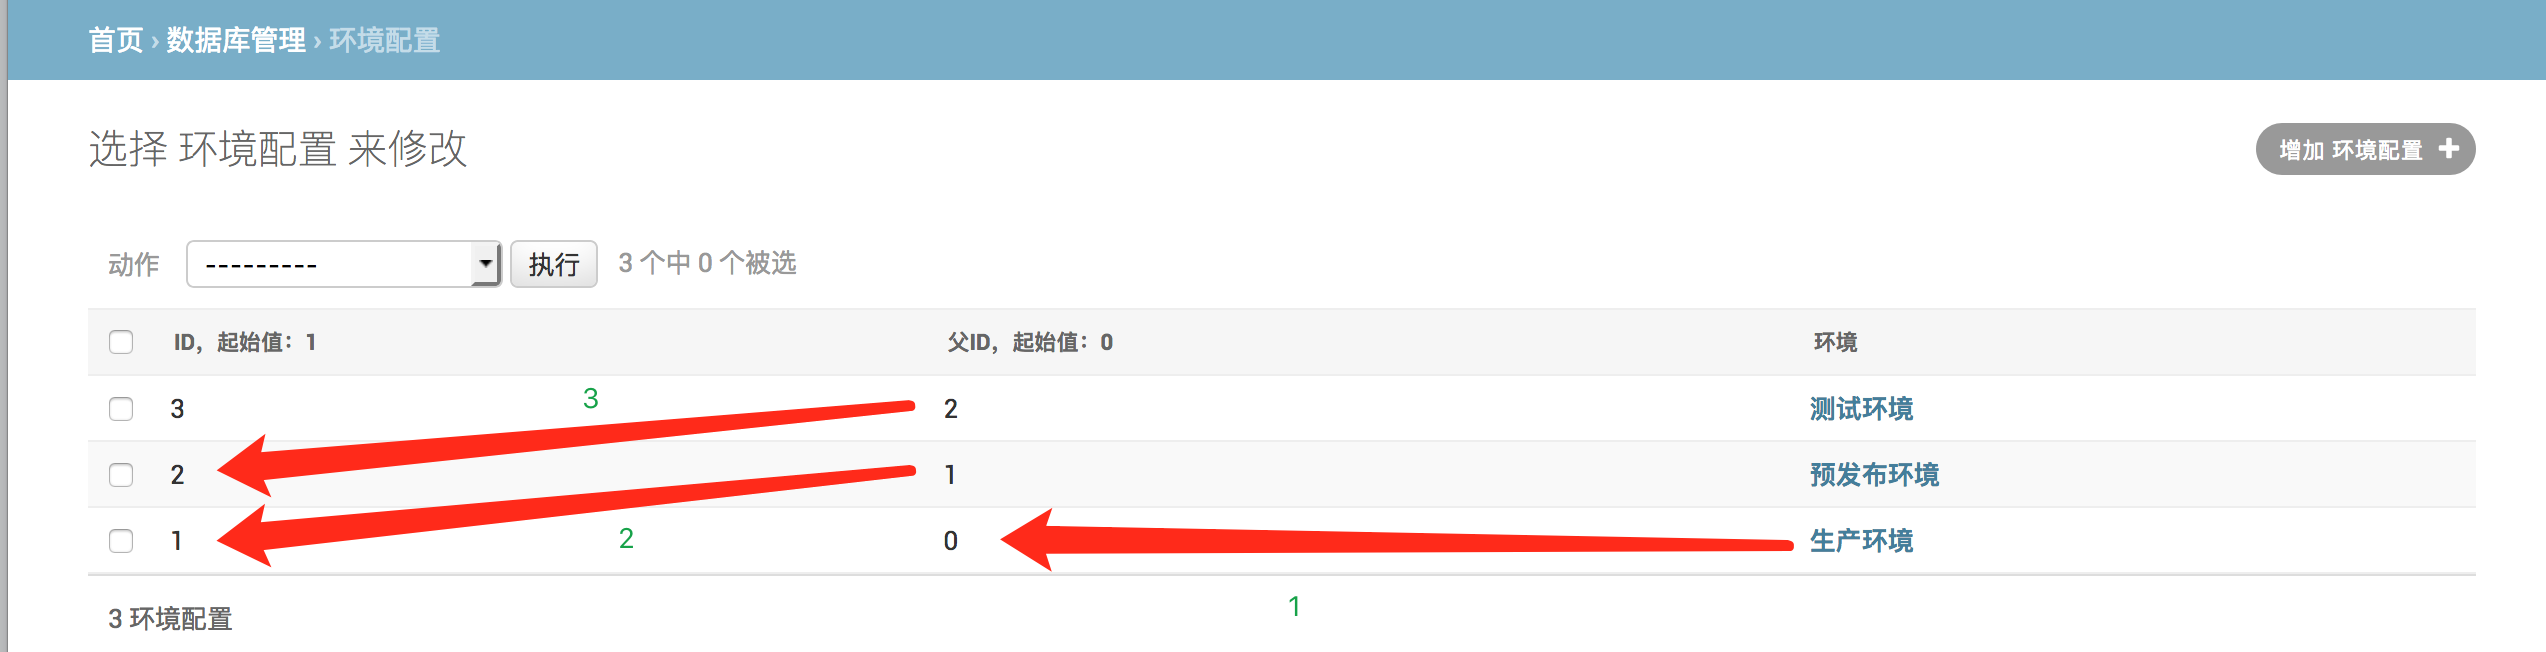 首页 › 数据库管理 › 环境配置
选择 环境配置 来修改
增加 环境配置 +
动作 --------- 执行 3 个中 0 个被选
ID，起始值：1 父ID，起始值：0 环境
3 3 2 测试环境
2 1 预发布环境
1 2 0 生产环境
1
3 环境配置